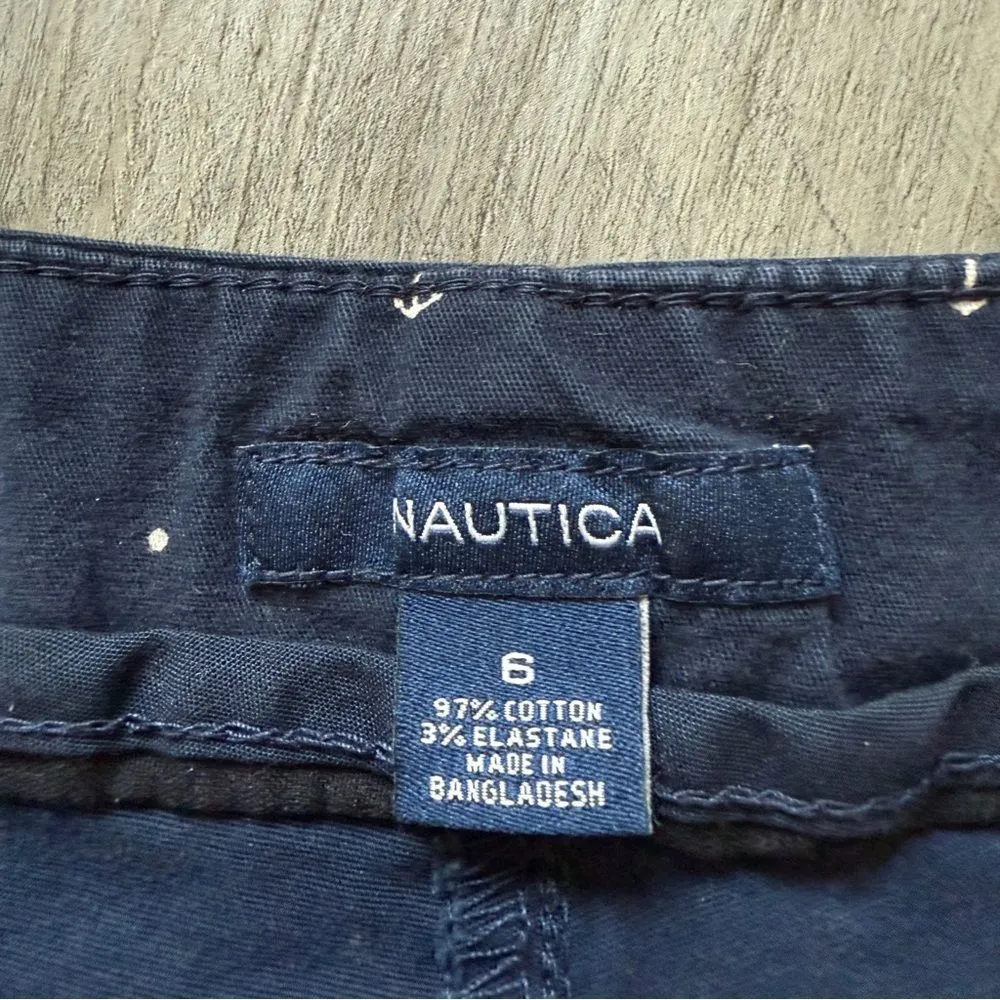 NAUTICA
6
97% COTTON
3% ELASTANE
MADE IN
BANGLADESH